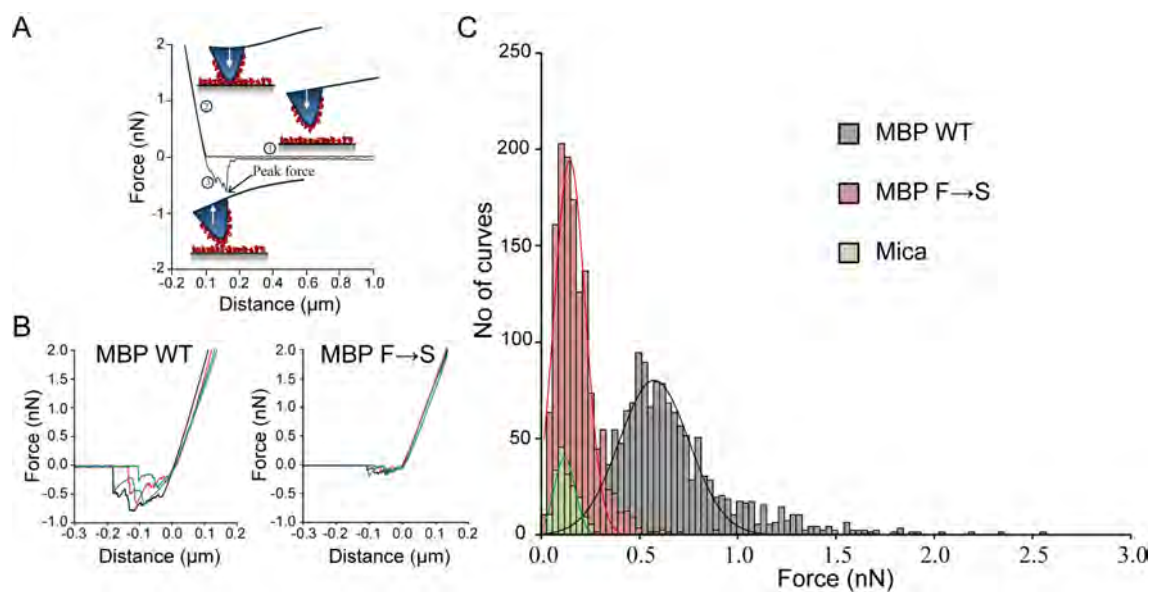 A
2
1
0
-1
-2
Force (nN)
②
①
③
Peak force
-0.2 0.1 0.2 0.4 0.6 0.8 1.0
Distance (µm)
B
MBP WT
2.0
1.5
1.0
0.5
0.0
-0.5
-1.0
Force (nN)
-0.3 -0.2 -0.1 0.0 0.1 0.2
Distance (µm)
MBP F→S
2.0
1.5
1.0
0.5
0.0
-0.5
-1.0
Force (nN)
-0.3 -0.2 -0.1 0.0 0.1 0.2
Distance (µm)
C
250
200
150
100
50
0
No of curves
MBP WT
MBP F→S
Mica
0.0 0.5 1.0 1.5 2.0 2.5 3.0
Force (nN)